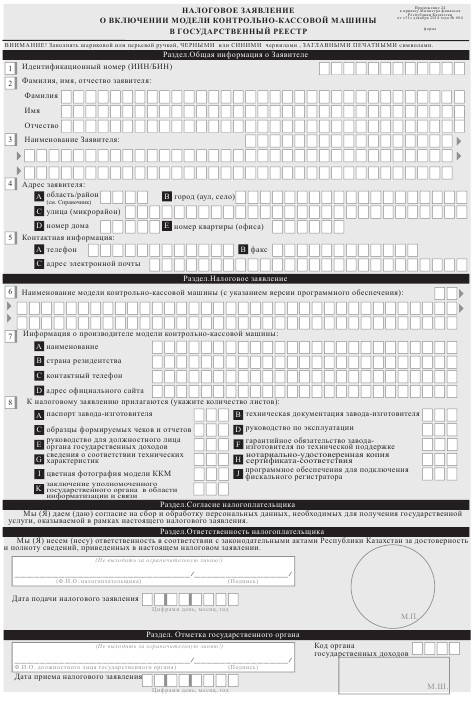 НАЛОГОВОЕ ЗАЯВЛЕНИЕ
О ВКЛЮЧЕНИИ МОДЕЛИ КОНТРОЛЬНО-КАССОВОЙ МАШИНЫ
В ГОСУДАРСТВЕННЫЙ РЕЕСТР
Приложение 24
к приказу Министра финансов
Республики Казахстан
форма
ВНИМАНИЕ! Заполнять шариковой или перьевой ручкой, ЧЕРНЫМИ или СИНИМИ чернилами, ЗАГЛАВНЫМИ ПЕЧАТНЫМИ символами.
Раздел.Общая информация о Заявителе
1 Идентификационный номер (ИИН/БИН)
2 Фамилия, имя, отчество заявителя:
Фамилия
Имя
Отчество
3 Наименование Заявителя:
4 Адрес заявителя:
A область/район (см. Справочник)
B город (аул, село)
C улица (микрорайон)
D номер дома
E номер квартиры (офиса)
5 Контактная информация:
A телефон
B факс
C адрес электронной почты
Раздел.Налоговое заявление
6 Наименование модели контрольно-кассовой машины (с указанием версии программного обеспечения):
7 Информация о производителе модели контрольно-кассовой машины:
A наименование
B страна резидентства
C контактный телефон
D адрес официального сайта
8 К налоговому заявлению прилагаются (укажите количество листов):
A паспорт завода-изготовителя
B техническая документация завода-изготовителя
C образцы формируемых чеков и отчетов
D руководство по эксплуатации
E руководство для должностного лица
органов государственных доходов
F гарантийное обязательство завода-
изготовителя по технической поддержке
G сведения о соответствии технических
характеристик
H нотариально-удостоверенная копия
сертификата-соответствия
I цветная фотография модели ККМ
J программное обеспечения для подключения
фискального регистратора
K заключение уполномоченного
государственного органа в области
информатизации и связи
Раздел.Согласие налогоплательщика
Мы (Я) даем (даю) согласие на сбор и обработку персональных данных, необходимых для получения государственной
услуги, оказываемой в рамках настоящего налогового заявления.
Раздел.Ответственность налогоплательщика
Мы (Я) несем (несу) ответственность в соответствии с законодательными актами Республики Казахстан за достоверность
и полноту сведений, приведенных в настоящем налоговом заявлении.
(Не выходить за ограничительную линию!)
(Ф.И.О. налогоплательщика) (Подпись)
Дата подачи налогового заявления
Цифрами день, месяц, год
М.П.
Раздел. Отметка государственного органа
(Не выходить за ограничительную линию!)
(Ф.И.О. должностного лица государственного органа) (Подпись)
Код органа
государственных доходов
Дата приема налогового заявления
Цифрами день, месяц, год
М.Ш.